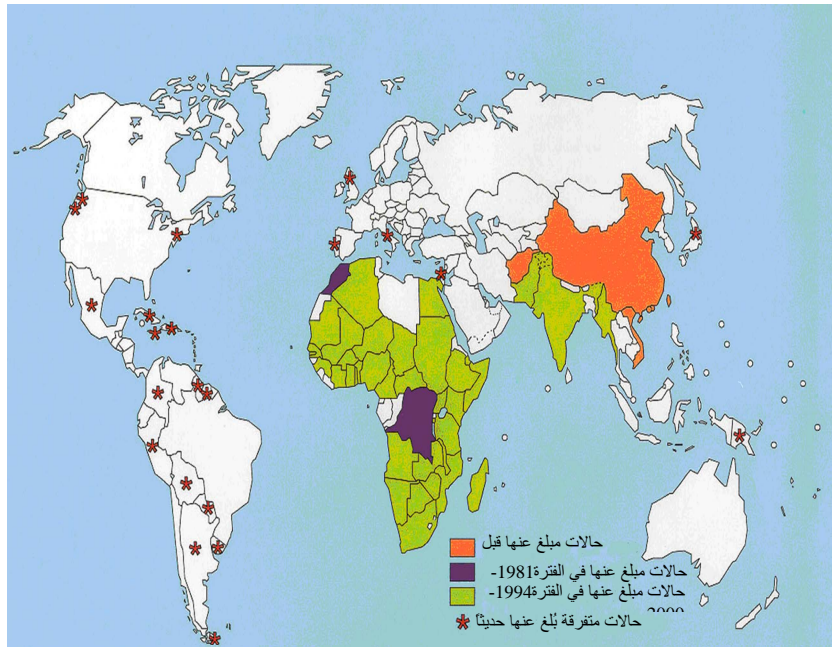 حالات مبلغ عنها قبل
حالات مبلغ عنها في الفترة1981-
حالات مبلغ عنها في الفترة1994-
حالات متفرقة بُلغ عنها حديثاً